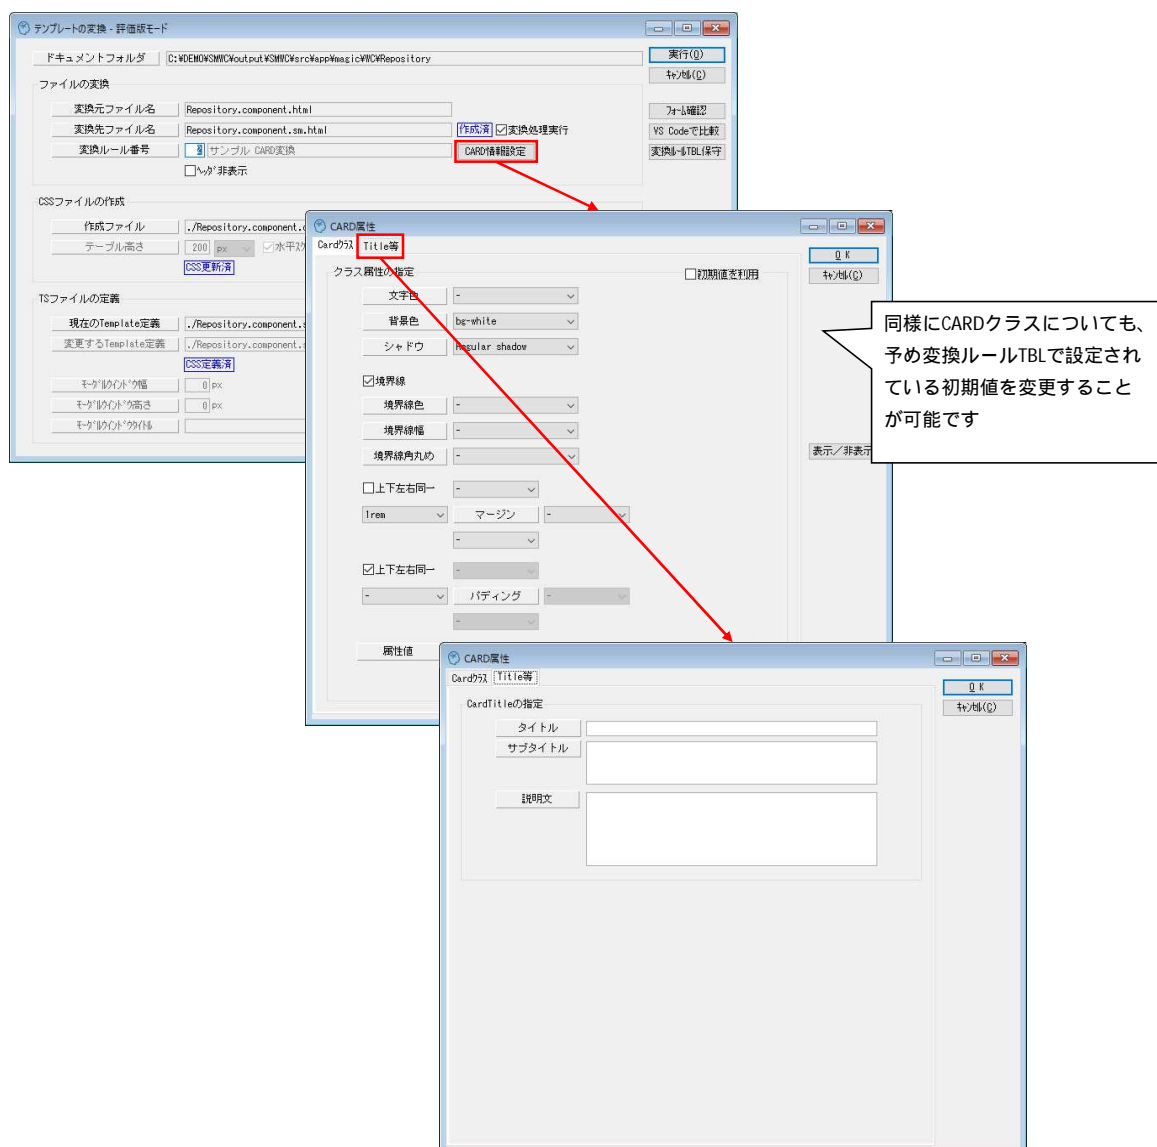 テンプレートの変換 - 評価版モード
ドキュメントフォルダ
C:¥DEMO¥SMWC¥output¥SMWC¥src¥app¥magic¥WC¥Repository
実行(O)
ｷｬﾝｾﾙ(C)
ファイルの変換
変換元ファイル名
Repository.component.html
ﾌｫｰﾑ確認
変換先ファイル名
Repository.component.sm.html
作成済
変換処理実行
VS Codeで比較
変換ルール番号
2
サンプル CARD変換
CARD情報設定
変換ﾙｰﾙTBL保守
ﾍｯﾀﾞ非表示
CSSファイルの作成
作成ファイル
./Repository.component.c
テーブル高さ
200
px
水平ｽｸ
CSS更新済
TSファイルの定義
現在のTemplate定義
./Repository.component.s
変更するTemplate定義
./Repository.component.s
CSS定義済
ﾓｰﾀﾞﾙｳｨﾝﾄﾞｳ幅
0
px
ﾓｰﾀﾞﾙｳｨﾝﾄﾞｳ高さ
0
px
ﾓｰﾀﾞﾙｳｨﾝﾄﾞｳﾀｲﾄﾙ
CARD属性
Cardｸﾗｽ
Title等
O K
ｷｬﾝｾﾙ(C)
クラス属性の指定
初期値を利用
文字色
-
背景色
bg-white
シャドウ
Regular shadow
境界線
境界線色
-
境界線幅
-
境界線角丸め
-
表示／非表示
上下左右同一
-
1rem
マージン
-
-
上下左右同一
-
-
パディング
-
-
属性値
同様にCARDクラスについても、
予め変換ルールTBLで設定され
ている初期値を変更すること
が可能です
CARD属性
Cardｸﾗｽ
Title等
O K
ｷｬﾝｾﾙ(C)
CardTitleの指定
タイトル
サブタイトル
説明文